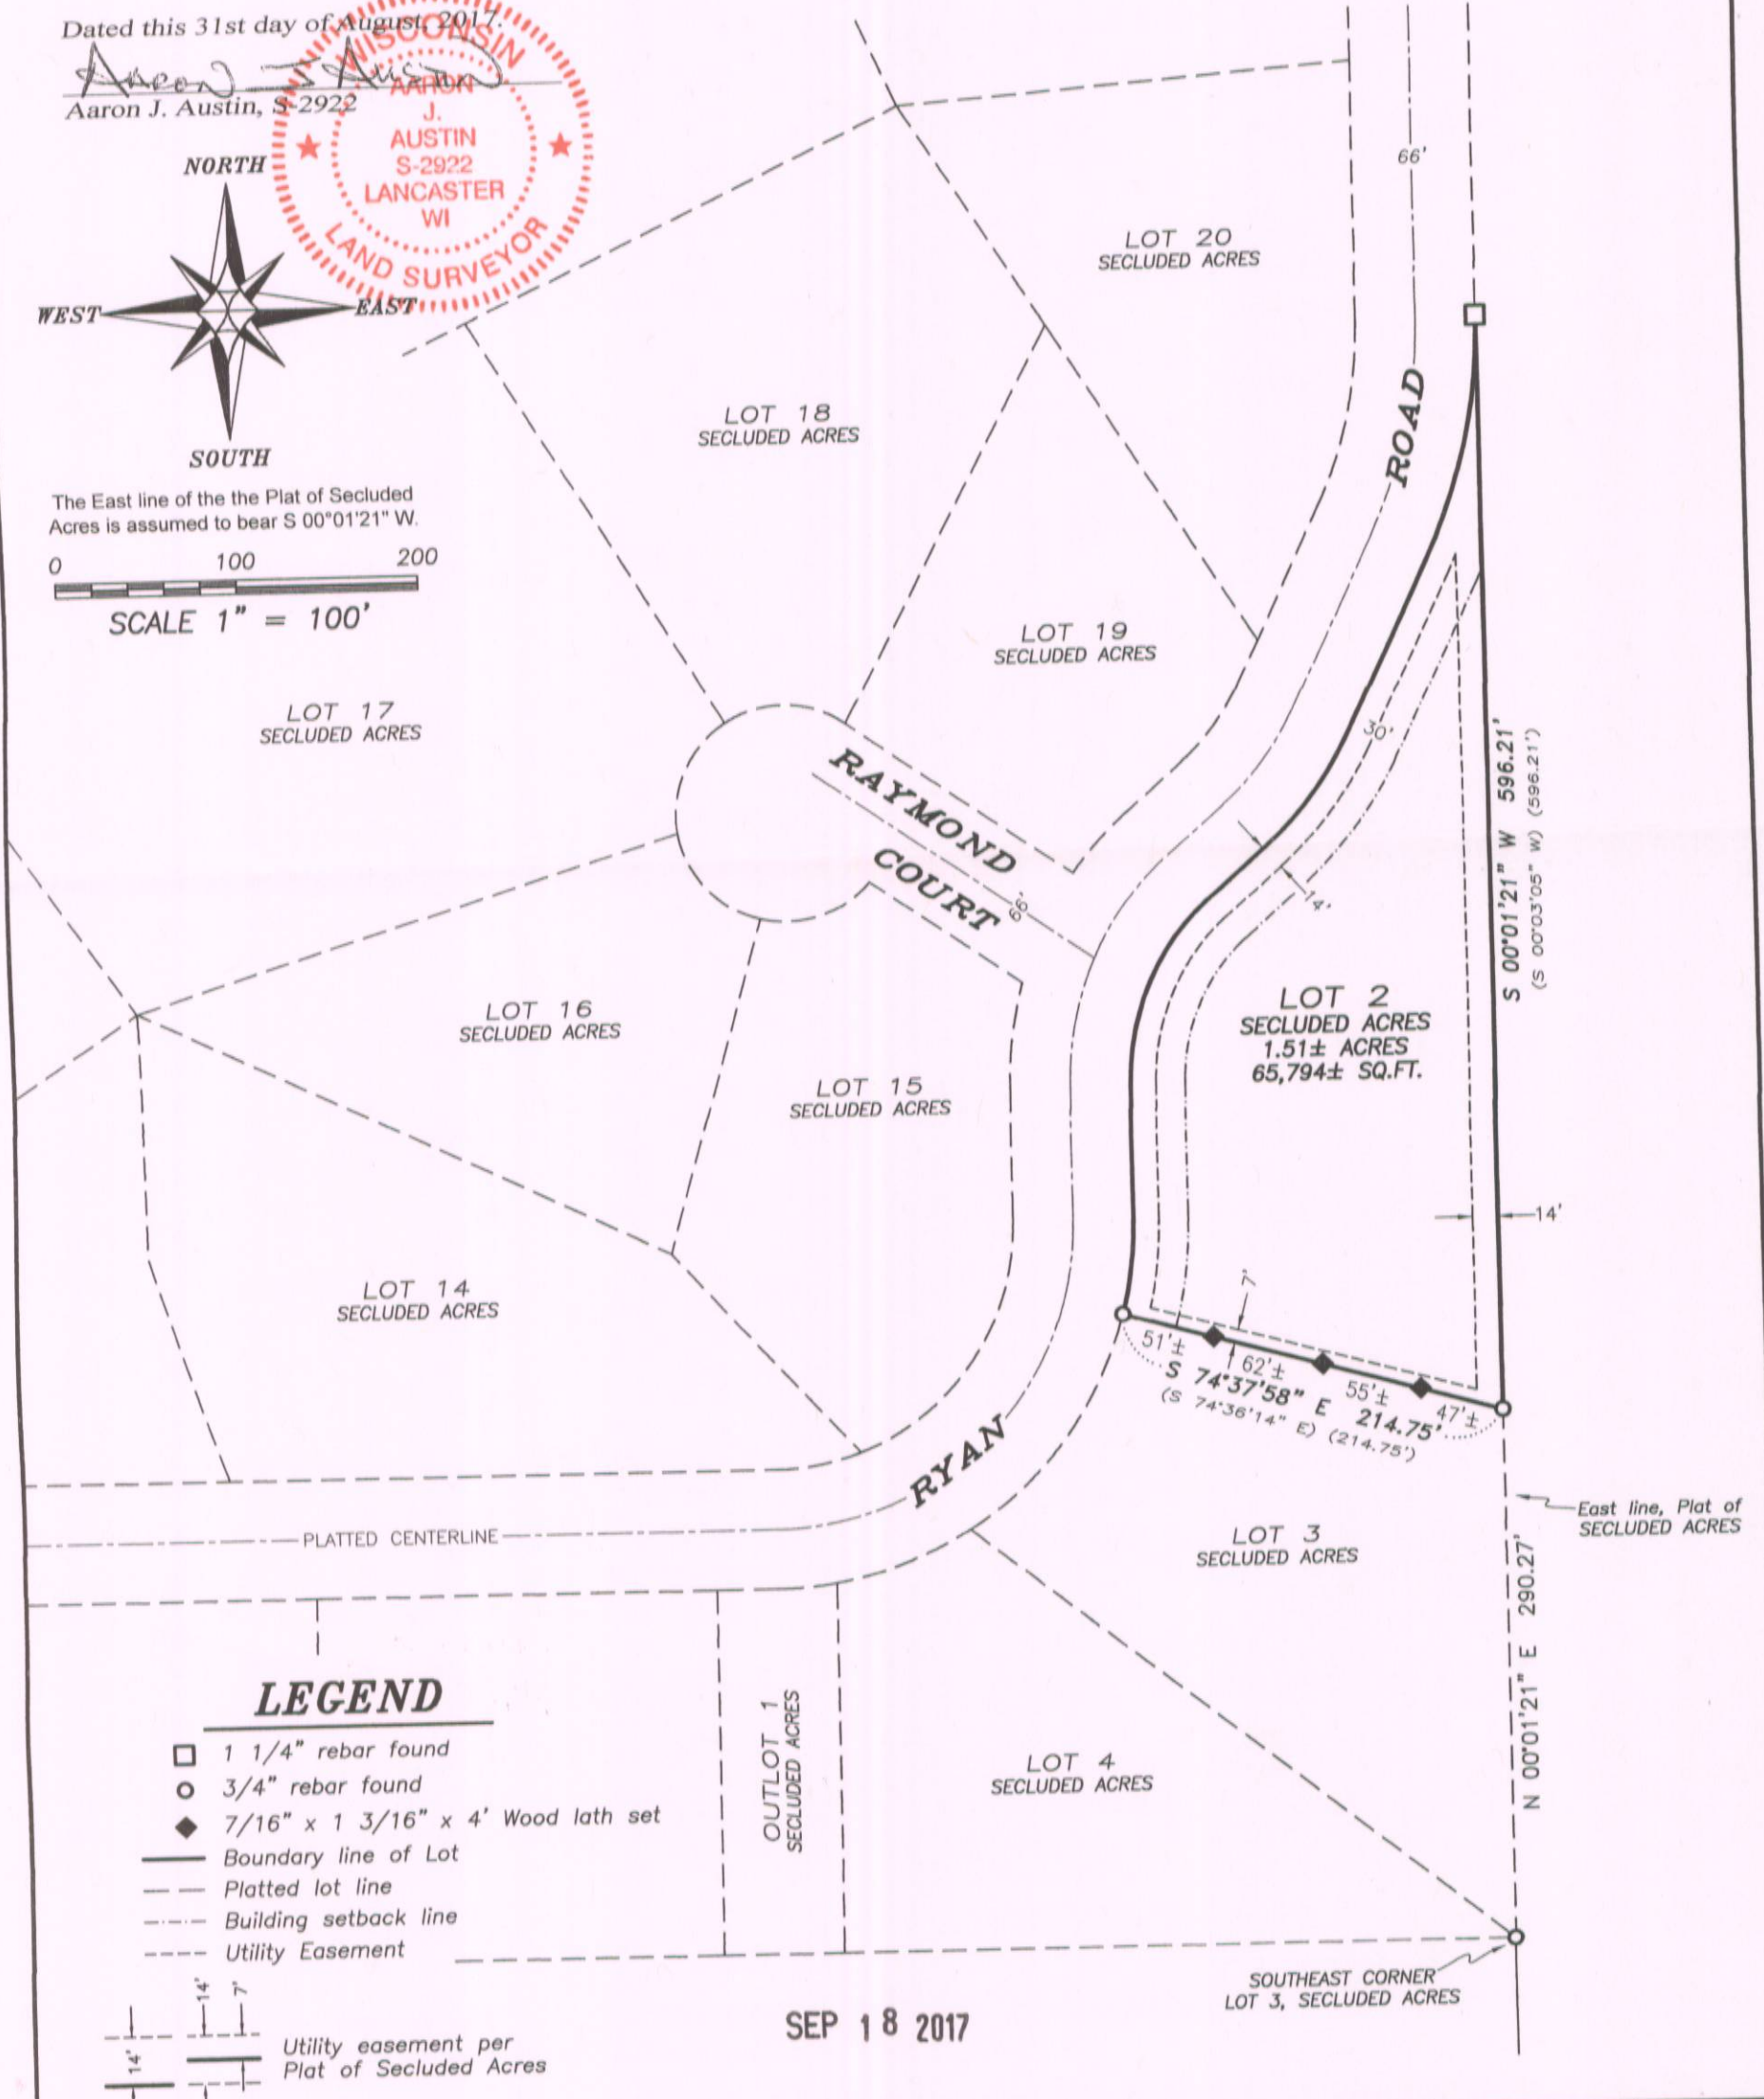 Dated this 31st day of August, 2017.
Aaron J Austin
Aaron J. Austin, S-2922
WISCONSIN
AARON
J.
AUSTIN
S-2922
LANCASTER
WI
LAND SURVEYOR
NORTH
WEST
EAST
SOUTH
The East line of the the Plat of Secluded
Acres is assumed to bear S 00°01'21" W.
0 100 200
SCALE 1" = 100'
66'
LOT 20
SECLUDED ACRES
LOT 18
SECLUDED ACRES
ROAD
LOT 19
SECLUDED ACRES
LOT 17
SECLUDED ACRES
30'
S 00°01'21" W 596.21'
(S 00°03'05" W) (596.21')
RAYMOND
COURT
66'
14'
LOT 2
SECLUDED ACRES
1.51± ACRES
65,794± SQ.FT.
LOT 16
SECLUDED ACRES
LOT 15
SECLUDED ACRES
14'
LOT 14
SECLUDED ACRES
7'
51'±
62'±
55'±
47'±
S 74°37'58" E 214.75'
(S 74°36'14" E) (214.75')
RYAN
East line, Plat of
SECLUDED ACRES
PLATTED CENTERLINE
LOT 3
SECLUDED ACRES
N 00°01'21" E 290.27'
LEGEND
1 1/4" rebar found
3/4" rebar found
7/16" x 1 3/16" x 4' Wood lath set
Boundary line of Lot
Platted lot line
Building setback line
Utility Easement
OUTLOT 1
SECLUDED ACRES
LOT 4
SECLUDED ACRES
SOUTHEAST CORNER
LOT 3, SECLUDED ACRES
SEP 18 2017
14'
14'
7'
Utility easement per
Plat of Secluded Acres